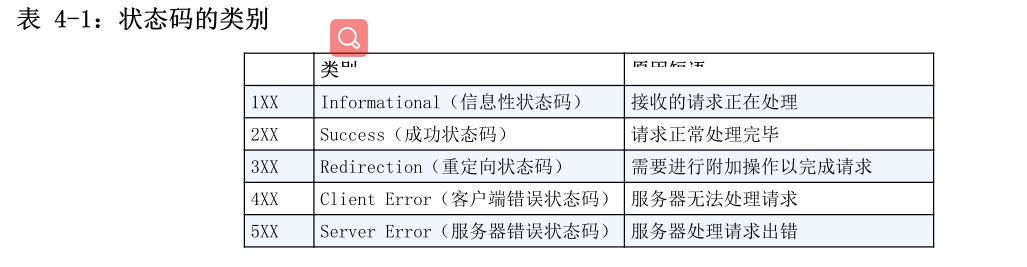 表 4-1：状态码的类别
类别 原因短语
1XX Informational（信息性状态码） 接收的请求正在处理
2XX Success（成功状态码） 请求正常处理完毕
3XX Redirection（重定向状态码） 需要进行附加操作以完成请求
4XX Client Error（客户端错误状态码） 服务器无法处理请求
5XX Server Error（服务器错误状态码） 服务器处理请求出错